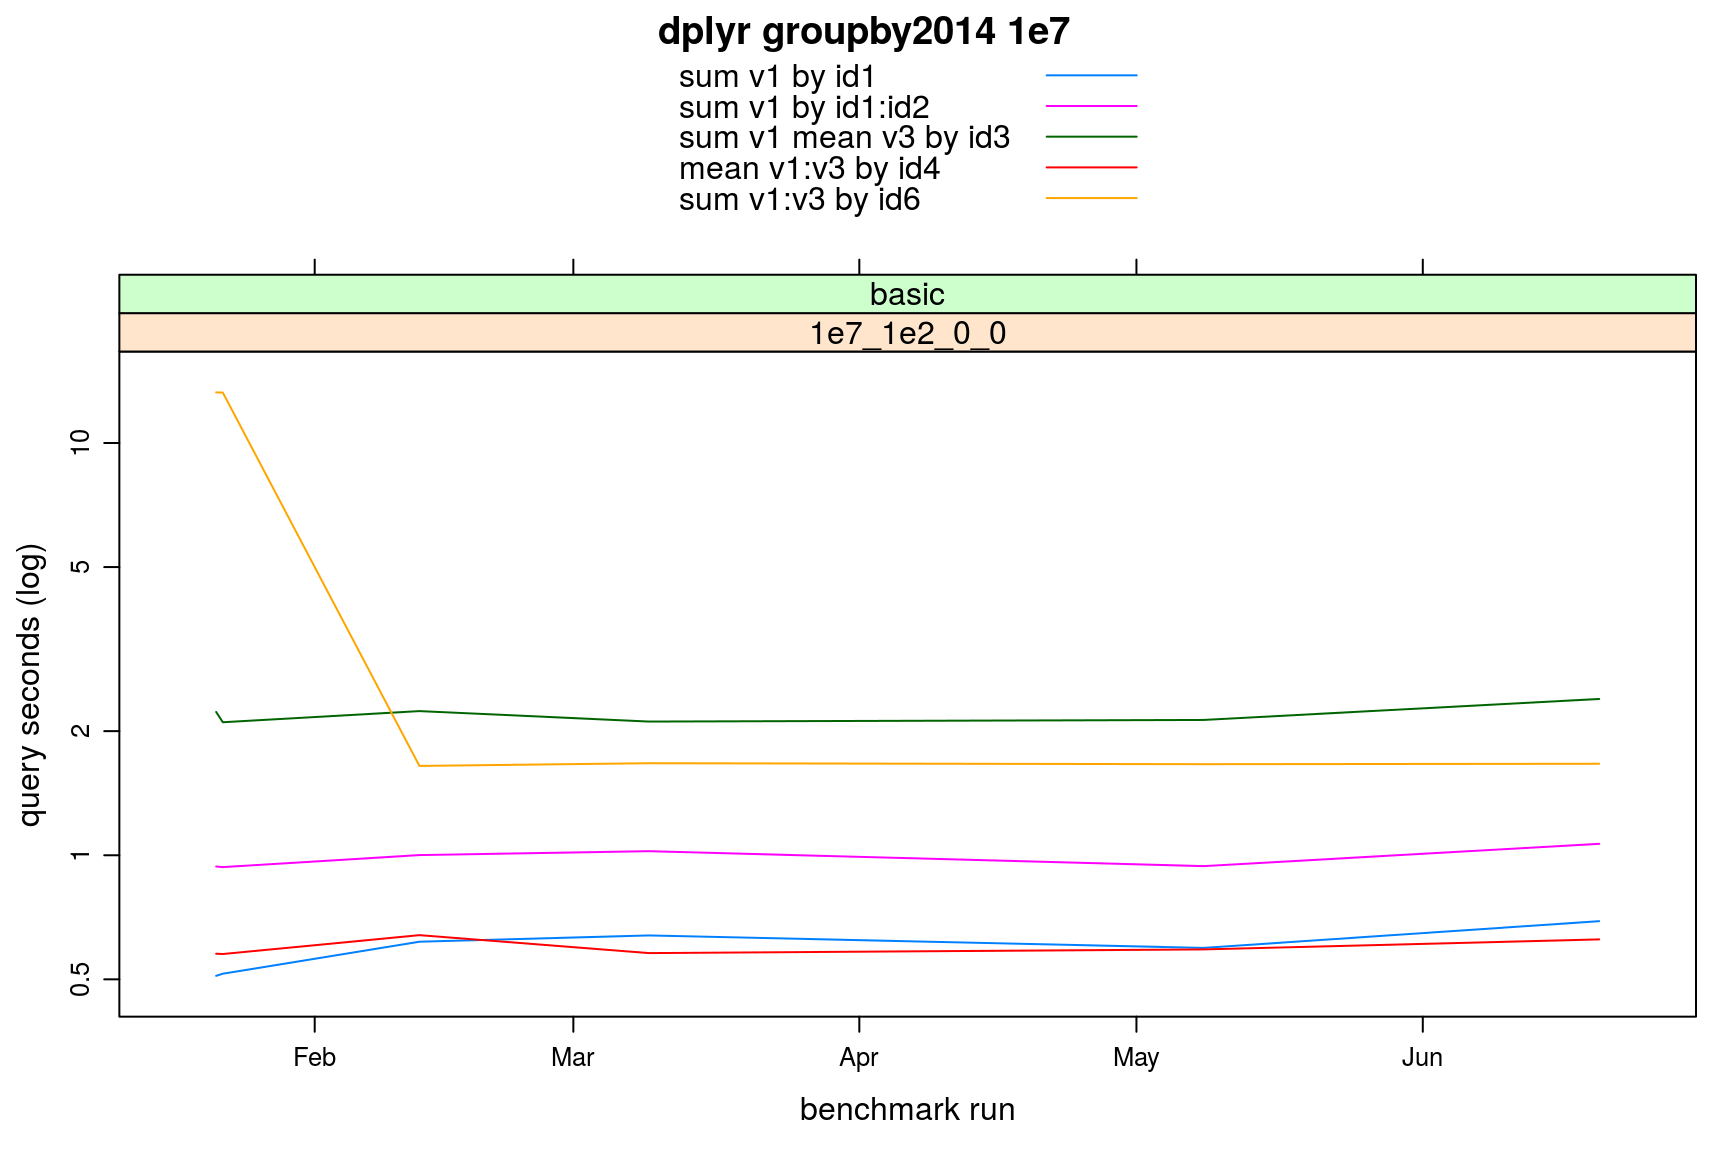 dplyr groupby2014 1e7
sum v1 by id1
sum v1 by id1:id2
sum v1 mean v3 by id3
mean v1:v3 by id4
sum v1:v3 by id6
basic
1e7_1e2_0_0
query seconds (log)
10
5
2
1
0.5
Feb Mar Apr May Jun
benchmark run